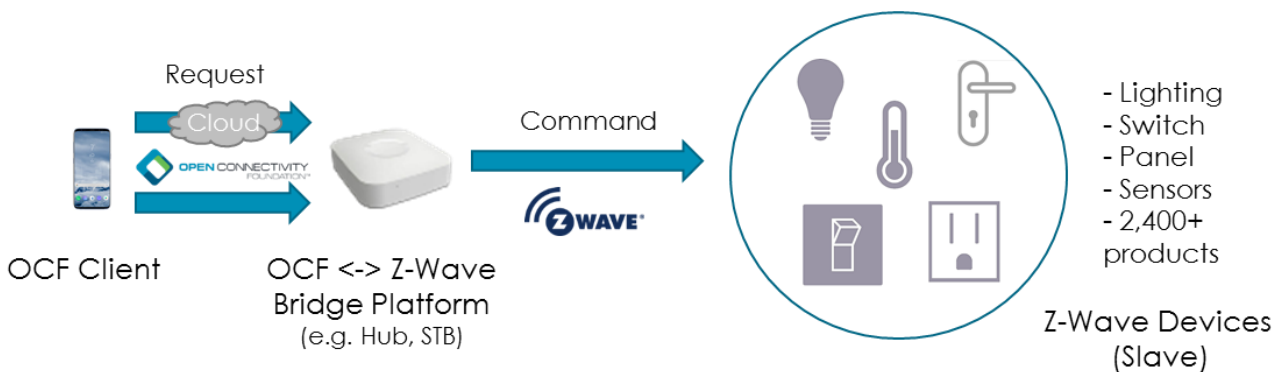 Request
Cloud
OPEN CONNECTIVITY
FOUNDATION®
OCF Client
OCF <-> Z-Wave
Bridge Platform
(e.g. Hub, STB)
Command
Z WAVE®
- Lighting
- Switch
- Panel
- Sensors
- 2,400+
products
Z-Wave Devices
(Slave)